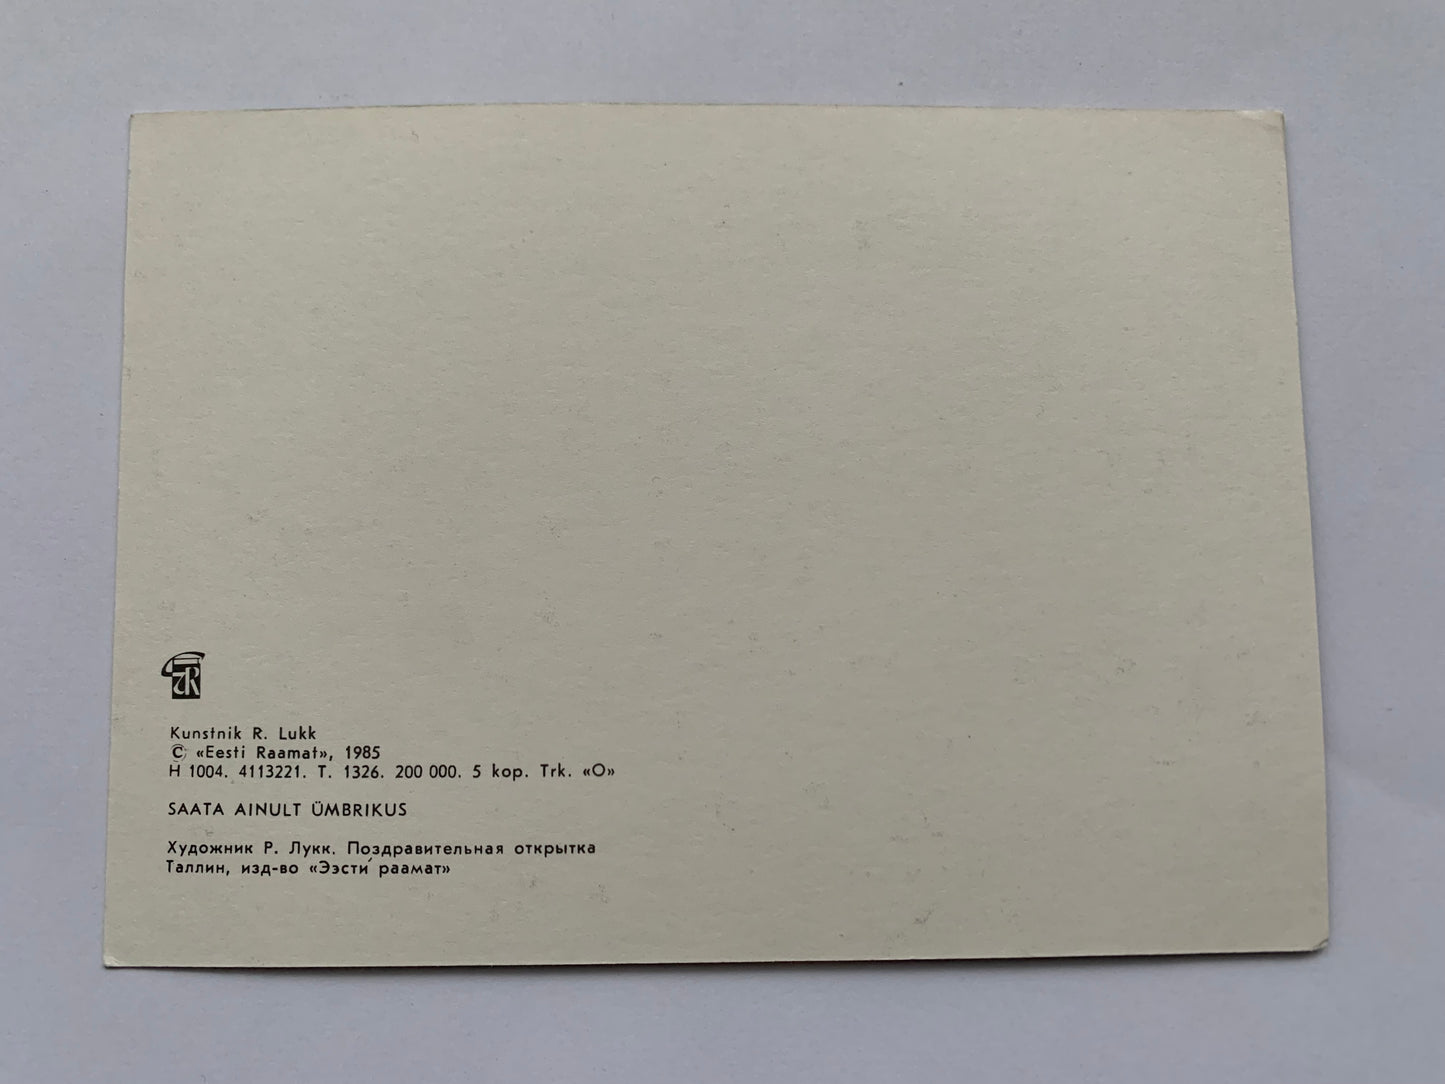 Kunstnik R. Lukk
© «Eesti Raamat», 1985
H 1004. 4113221. T. 1326. 200 000. 5 kop. Trk. «O»
SAATA AINULT ÜMBRIKUS
Художник Р. Лукк. Поздравительная открытка
Таллин, изд-во «Ээсти раамат»